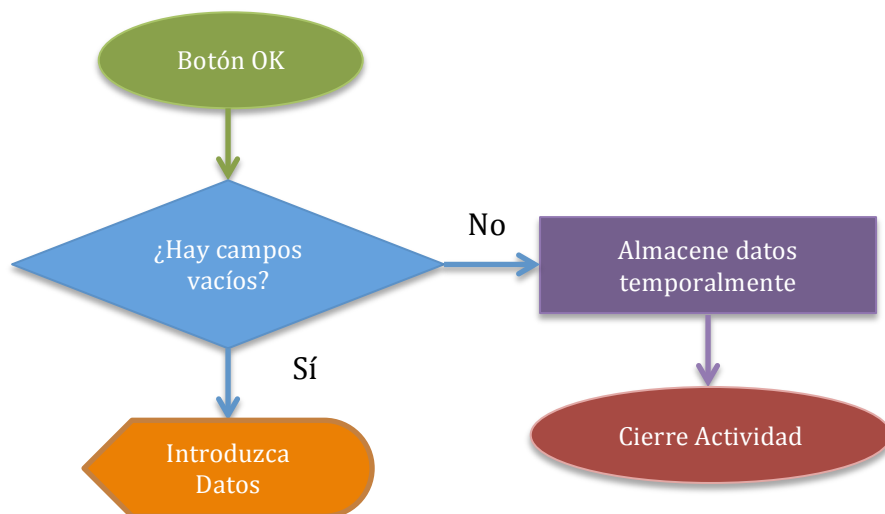 Botón OK
¿Hay campos
vacíos?
No
Almacene datos
temporalmente
Sí
Introduzca
Datos
Cierre Actividad